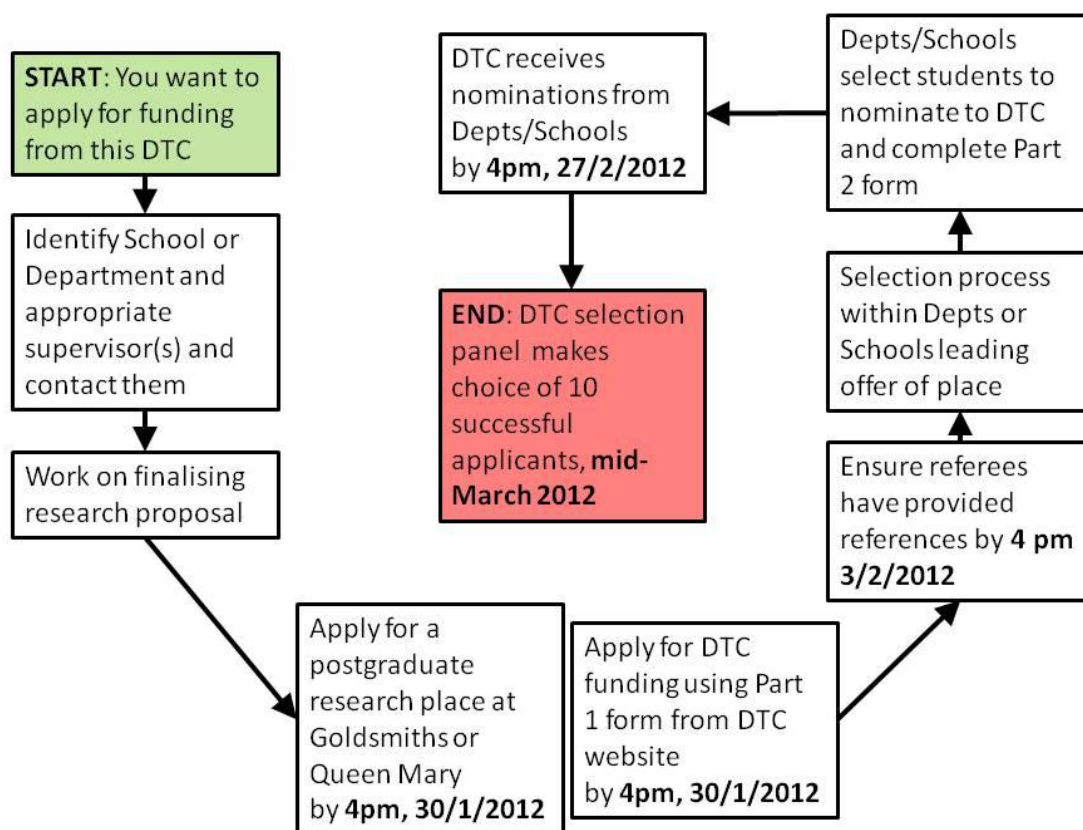 START: You want to
apply for funding
from this DTC
Identify School or
Department and
appropriate
supervisor(s) and
contact them
Work on finalising
research proposal
Apply for a
postgraduate
research place at
Goldsmiths or
Queen Mary
by 4pm, 30/1/2012
Apply for DTC
funding using Part
1 form from DTC
website
by 4pm, 30/1/2012
Ensure referees
have provided
references by 4 pm
3/2/2012
Selection process
within Depts or
Schools leading
offer of place
Depts/Schools
select students to
nominate to DTC
and complete Part
2 form
DTC receives
nominations from
Depts/Schools
by 4pm, 27/2/2012
END: DTC selection
panel makes
choice of 10
successful
applicants, mid-
March 2012